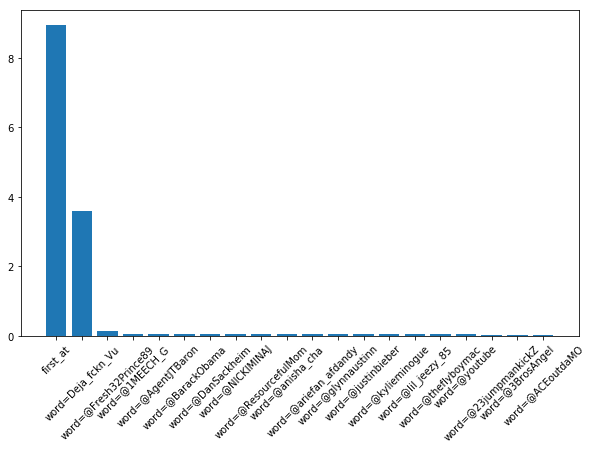 8
6
4
2
0
first_at
word=Deja_fckn_Vu
word=@Fresh32Prince89
word=@1MEECH_G
word=@AgentJTBaron
word=@BarackObama
word=@DanSackheim
word=@NICKIMINAJ
word=@ResourcefulMom
word=@anisha_cha
word=@ariefan_afdandy
word=@glynnaustinn
word=@justinbieber
word=@kylieminogue
word=@lil_jeezy_85
word=@theflyboymac
word=@youtube
word=@23jumpmankickZ
word=@3BrosAngel
word=@ACEoutdaMO